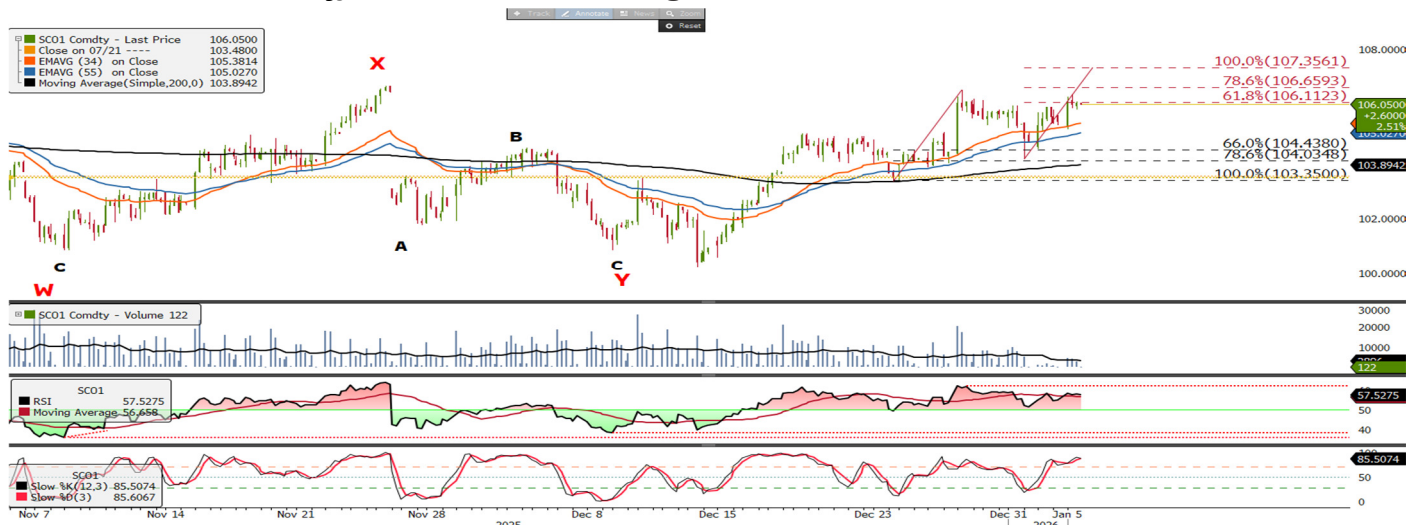 + Track Annotate News Zoom
Reset
SCO1 Comdty - Last Price 106.0500
Close on 07/21 ---- 103.4800
EMAVG (34) on Close 105.3814
EMAVG (55) on Close 105.0270
Moving Average(Simple,200,0) 103.8942
X
B
A
C
W
C
Y
100.0%(107.3561)
78.6%(106.6593)
61.8%(106.1123)
66.0%(104.4380)
78.6%(104.0348)
100.0%(103.3500)
108.0000
106.0500
+2.6000
2.51%
103.8942
102.0000
100.0000
SCO1 Comdty - Volume 122
30000
20000
10000
122
SCO1
RSI 57.5275
Moving Average 56.658
57.5275
50
40
SCO1
Slow %K(12,3) 85.5074
Slow %D(3) 85.6067
85.5074
50
0
Nov 7 Nov 14 Nov 21 Nov 28 Dec 8 Dec 15 Dec 23 Dec 31 Jan 5
2025 2026